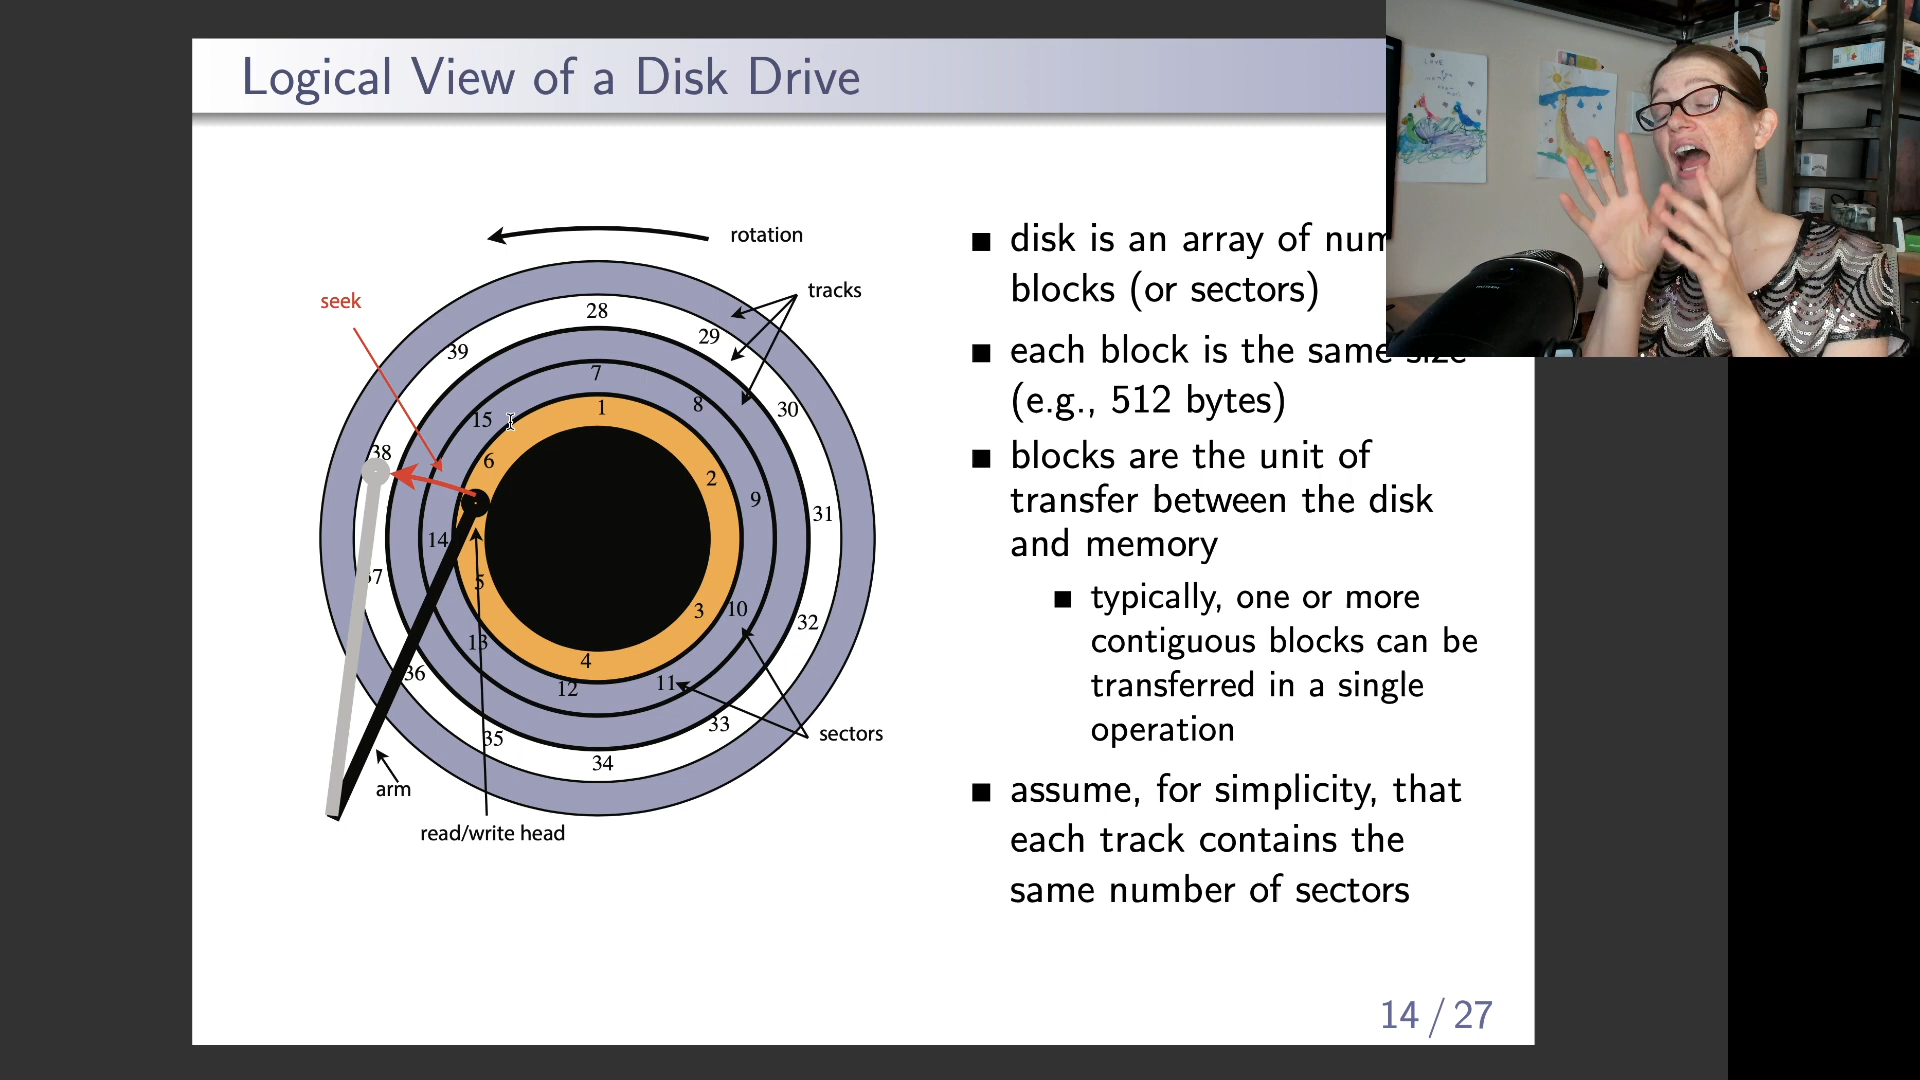 Logical View of a Disk Drive
rotation
seek
tracks
28
29
39
7
8
30
1
15
38
6
2
9
31
14
5
3
10
32
13
4
36
12
11
33
35
34
sectors
arm
read/write head
disk is an array of
blocks (or sectors)
each block is the same size
(e.g., 512 bytes)
blocks are the unit of
transfer between the disk
and memory
typically, one or more
contiguous blocks can be
transferred in a single
operation
assume, for simplicity, that
each track contains the
same number of sectors
14 / 27